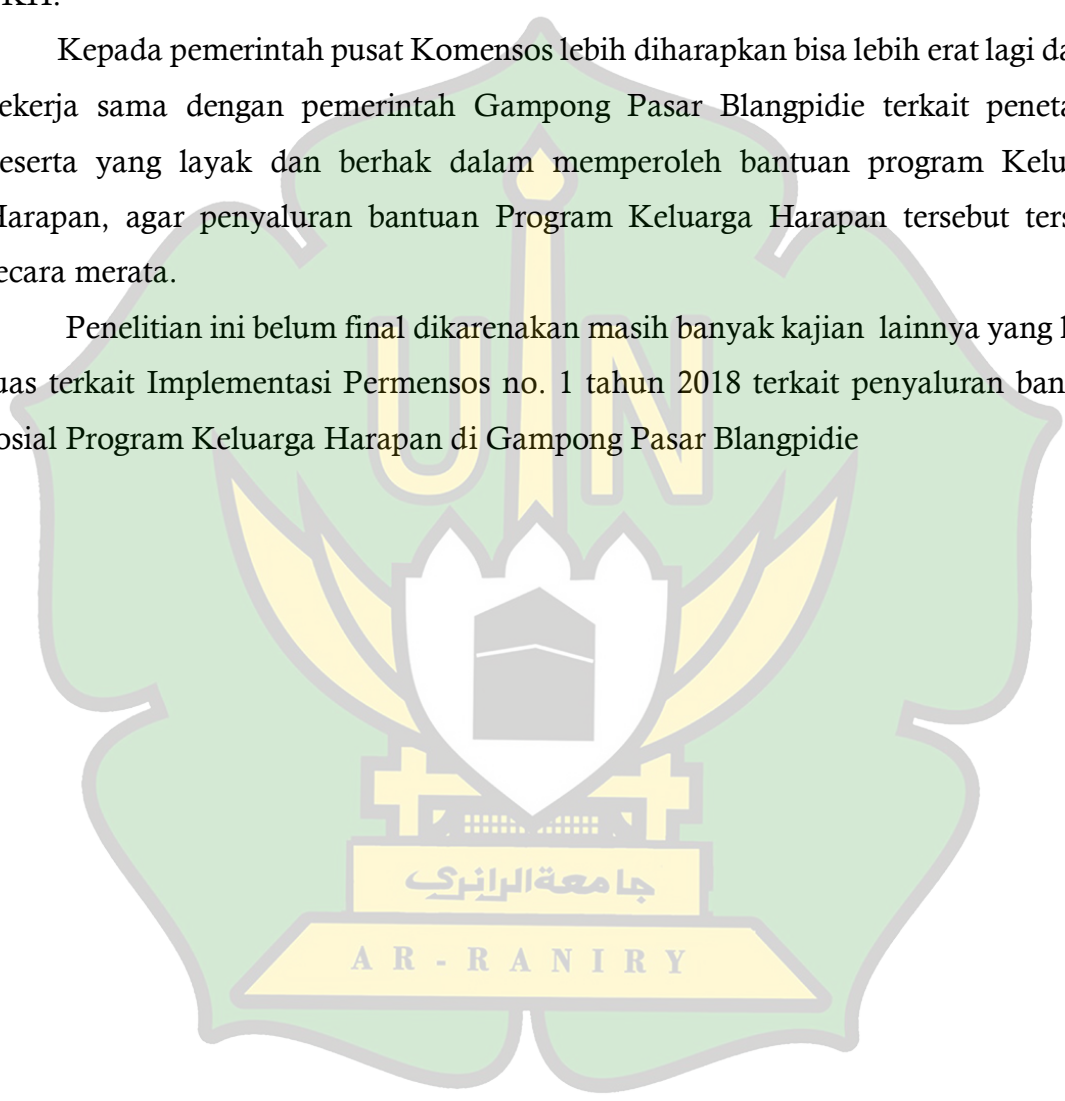 Kepada pemerintah pusat Komensos lebih diharapkan bisa lebih erat lagi da
ekerja sama dengan pemerintah Gampong Pasar Blangpidie terkait peneta
eserta yang layak dan berhak dalam memperoleh bantuan program Kelu
Harapan, agar penyaluran bantuan Program Keluarga Harapan tersebut ters
ecara merata.
Penelitian ini belum final dikarenakan masih banyak kajian lainnya yang l
uas terkait Implementasi Permensos no. 1 tahun 2018 terkait penyaluran ban
osial Program Keluarga Harapan di Gampong Pasar Blangpidie
UIN
جامعة الرانري
AR-RANIRY